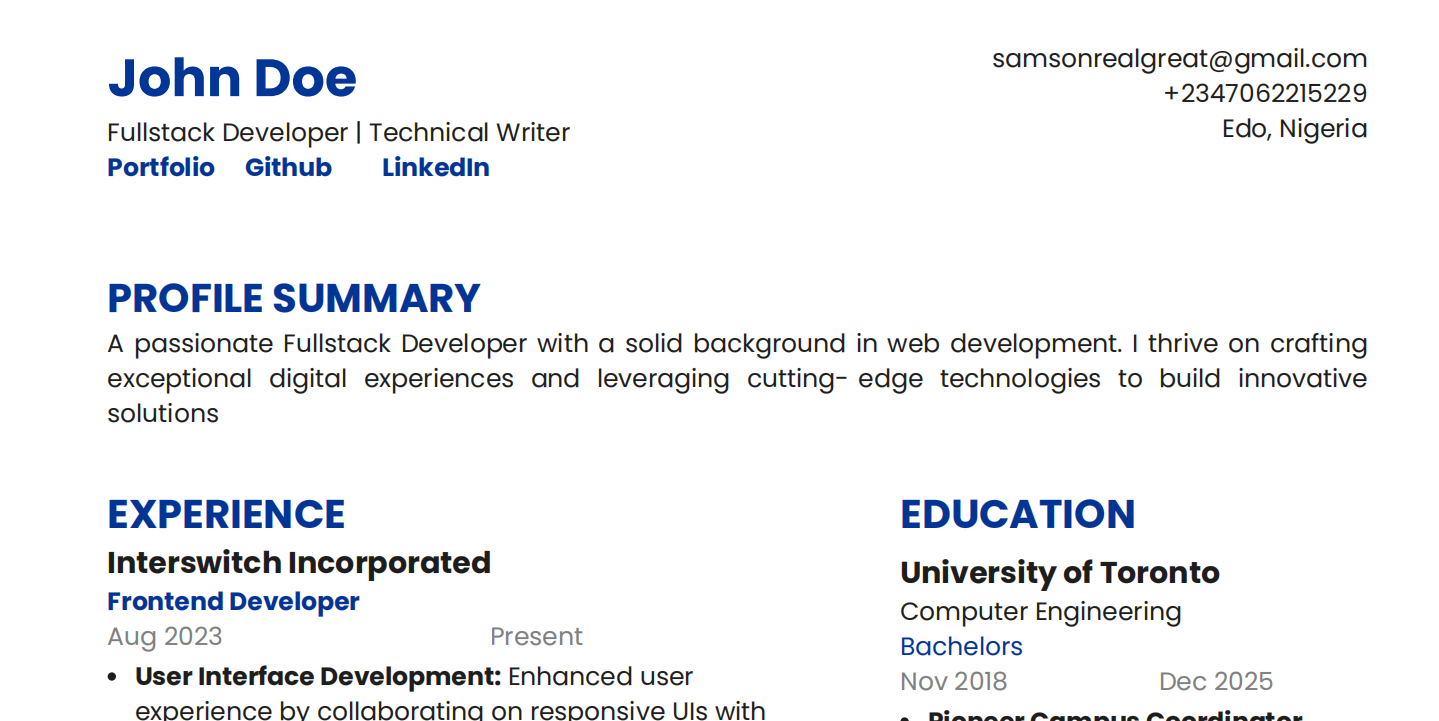 John Doe
Fullstack Developer | Technical Writer
Portfolio Github LinkedIn
samsonrealgreat@gmail.com
+2347062215229
Edo, Nigeria
PROFILE SUMMARY
A passionate Fullstack Developer with a solid background in web development. I thrive on crafting
exceptional digital experiences and leveraging cutting- edge technologies to build innovative
solutions
EXPERIENCE
Interswitch Incorporated
Frontend Developer
Aug 2023 Present
• User Interface Development: Enhanced user
experience by collaborating on responsive UIs with
EDUCATION
University of Toronto
Computer Engineering
Bachelors
Nov 2018 Dec 2025
• Pioneer Campus Coordinator